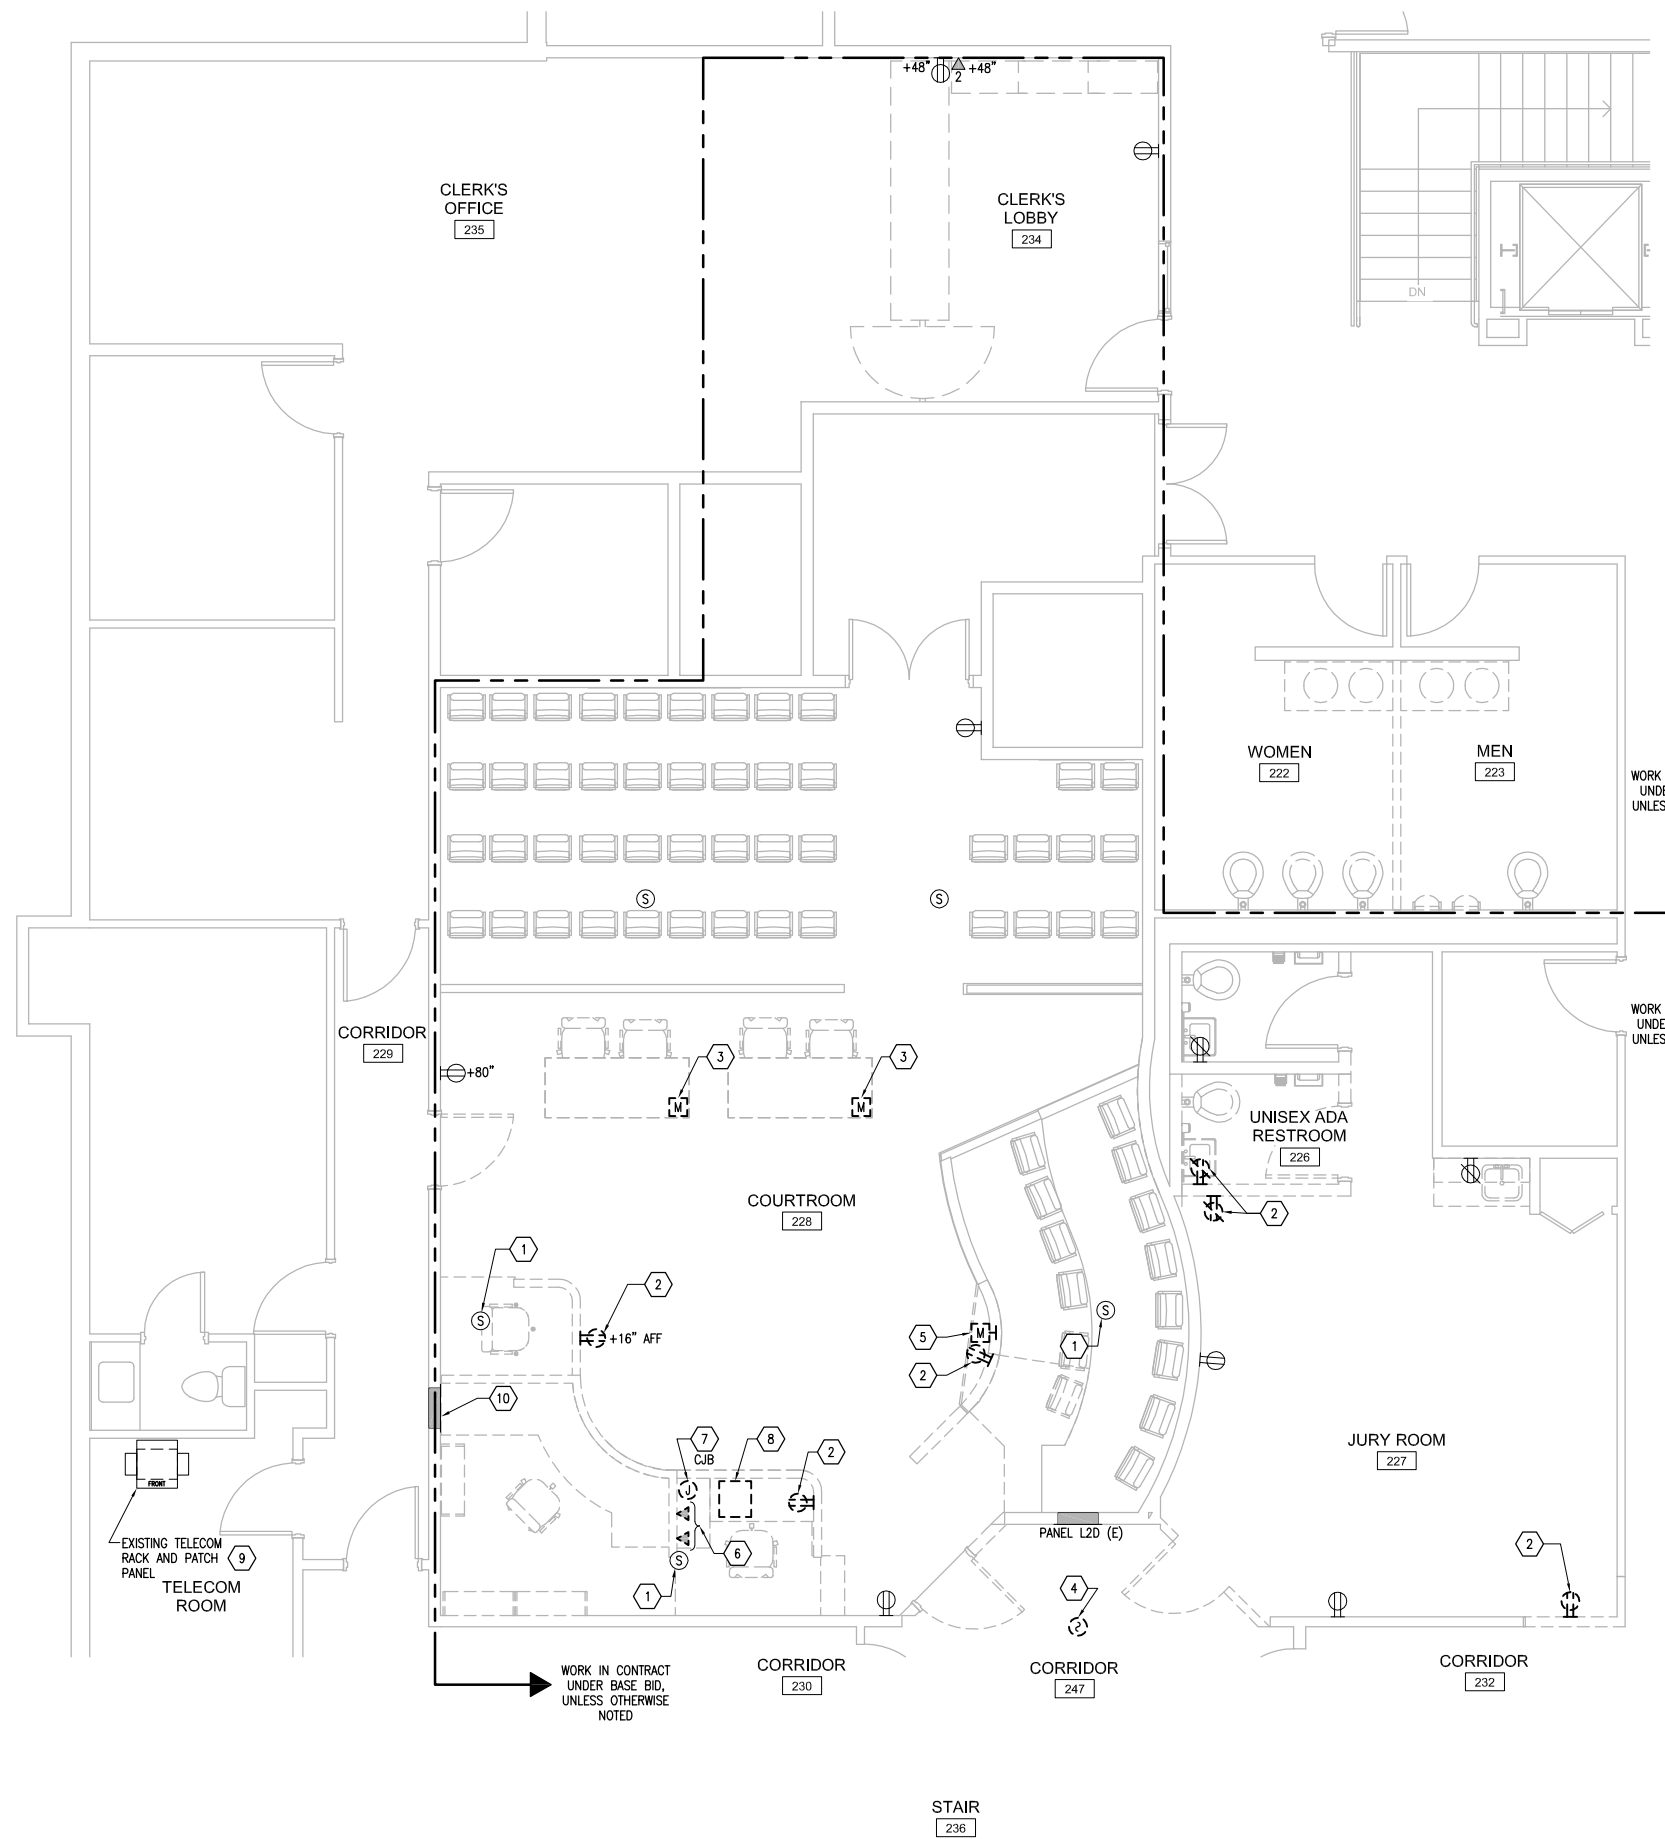 +48"
2
+48"
CLERK'S
OFFICE
235
CLERK'S
LOBBY
234
DN
WOMEN
222
MEN
223
WORK
UNDE
UNLES
S
S
WORK
UNDE
UNLES
CORRIDOR
229
+80"
3
M
3
M
UNISEX ADA
RESTROOM
226
COURTROOM
228
2
1
S
2
+16" AFF
S
1
5
M
2
10
7
CJB
8
2
J
JURY ROOM
227
FRONT
EXISTING TELECOM
RACK AND PATCH
PANEL
9
TELECOM
ROOM
6
S
1
PANEL L2D (E)
4
2
WORK IN CONTRACT
UNDER BASE BID,
UNLESS OTHERWISE
NOTED
CORRIDOR
230
CORRIDOR
247
CORRIDOR
232
STAIR
236